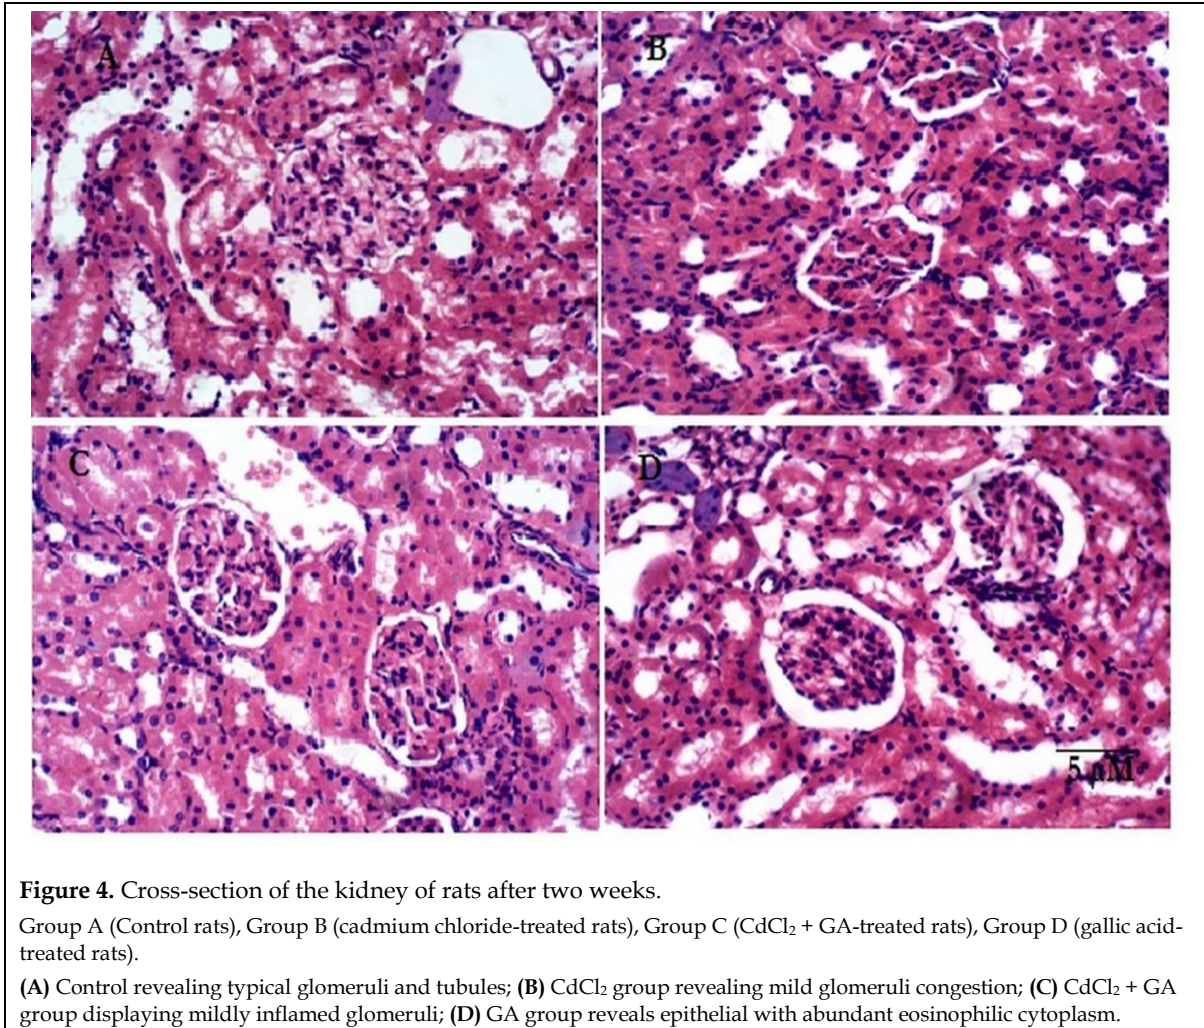 A
B
C
D
5 µM
Figure 4. Cross-section of the kidney of rats after two weeks.
Group A (Control rats), Group B (cadmium chloride-treated rats), Group C (CdCl₂ + GA-treated rats), Group D (gallic acid-
treated rats).
(A) Control revealing typical glomeruli and tubules; (B) CdCl₂ group revealing mild glomeruli congestion; (C) CdCl₂ + GA
group displaying mildly inflamed glomeruli; (D) GA group reveals epithelial with abundant eosinophilic cytoplasm.